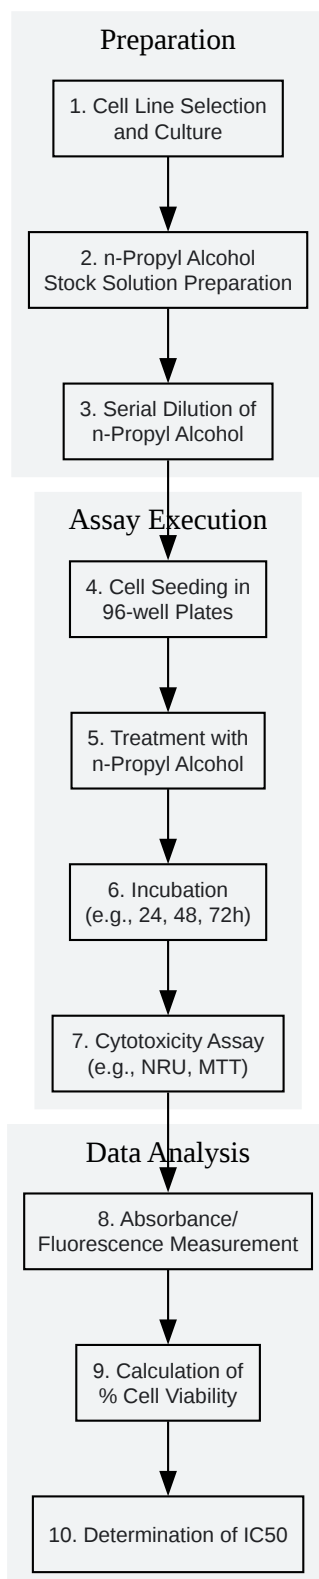 Preparation
1. Cell Line Selection
and Culture
2. n-Propyl Alcohol
Stock Solution Preparation
3. Serial Dilution of
n-Propyl Alcohol
Assay Execution
4. Cell Seeding in
96-well Plates
5. Treatment with
n-Propyl Alcohol
6. Incubation
(e.g., 24, 48, 72h)
7. Cytotoxicity Assay
(e.g., NRU, MTT)
Data Analysis
8. Absorbance/
Fluorescence Measurement
9. Calculation of
% Cell Viability
10. Determination of IC50